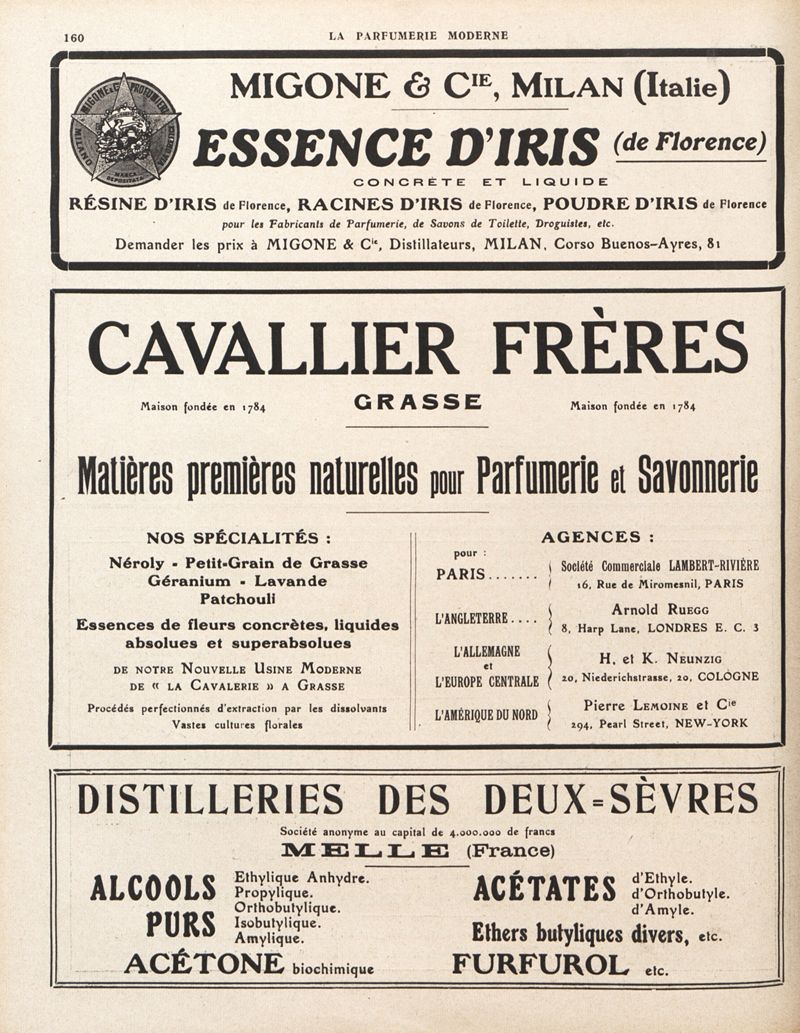 160
LA PARFUMERIE MODERNE
MIGONE & CIE, MILAN (Italie)
MARCA
DEPOSITATA
ESSENCE D'IRIS (de Florence)
CONCRÈTE ET LIQUIDE
RÉSINE D'IRIS de Florence, RACINES D'IRIS de Florence, POUDRE D'IRIS de Florence
pour les Fabricants de Parfumerie, de Savons de Toilette, Droguistes, etc.
Demander les prix à MIGONE & Cie, Distillateurs, MILAN, Corso Buenos-Ayres, 81
CAVALLIER FRÈRES
Maison fondée en 1784 GRASSE Maison fondée en 1784
Matières premières naturelles pour Parfumerie et Savonnerie
NOS SPÉCIALITÉS :
Néroly - Petit-Grain de Grasse
Géranium - Lavande
Patchouli
Essences de fleurs concrètes, liquides
absolues et superabsolues
DE NOTRE NOUVELLE USINE MODERNE
DE « LA CAVALERIE » A GRASSE
Procédés perfectionnés d'extraction par les dissolvants
Vastes cultures florales
AGENCES :
pour :
PARIS.......
Société Commerciale LAMBERT-RIVIÈRE
16, Rue de Miromesnil, PARIS
L'ANGLETERRE....
Arnold RUEGG
8, Harp Lane, LONDRES E. C. 3
L'ALLEMAGNE
et
L'EUROPE CENTRALE
H. et K. NEUNZIG
20, Niederichstrasse, 20, COLOGNE
L'AMÉRIQUE DU NORD
Pierre LEMOINE et Cie
294, Pearl Street, NEW-YORK
DISTILLERIES DES DEUX=SÈVRES
Société anonyme au capital de 4.000.000 de francs
MELLE (France)
ALCOOLS
PURS
Ethylique Anhydre.
Propylique.
Orthobutylique.
Isobutylique.
Amylique.
ACÉTONE biochimique
ACÉTATES
d'Ethyle.
d'Orthobutyle.
d'Amyle.
Ethers butyliques divers, etc.
FURFUROL etc.